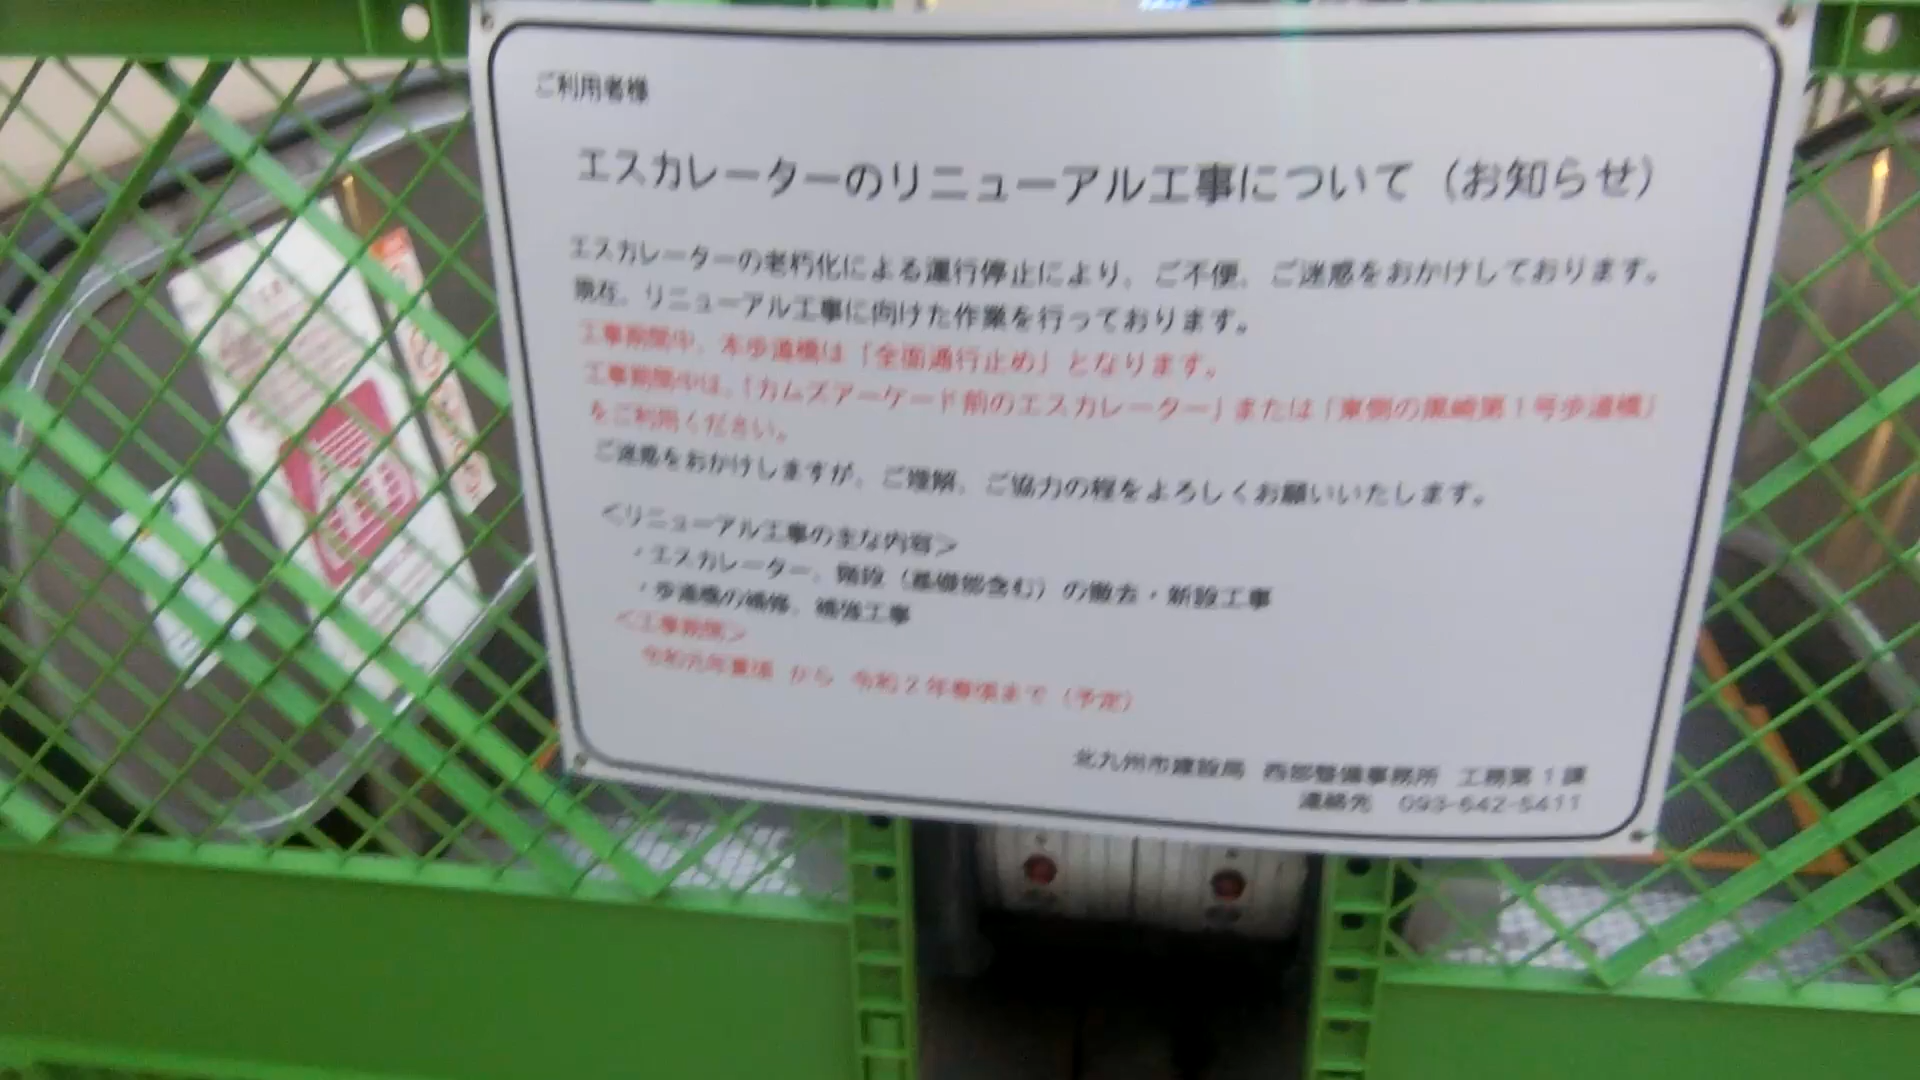 ご利用者様
エスカレーターのリニューアル工事について（お知らせ）
エスカレーターの老朽化による運行停止により、ご不便、ご迷惑をおかけしております。
現在、リニューアル工事に向けた作業を行っております。
工事期間中、本歩道橋は「全面通行止め」となります。
工事期間中は、「カムズアーケード前のエスカレーター」または「東側の黒崎第１号歩道橋」
をご利用ください。
ご迷惑をおかけしますが、ご理解、ご協力の程をよろしくお願いいたします。
＜リニューアル工事の主な内容＞
・エスカレーター、階段（基礎部含む）の撤去・新設工事
・歩道橋の補修、補強工事
＜工事期間＞
令和元年夏頃 から 令和２年春頃まで（予定）
北九州市建設局 西部整備事務所 工務第１課
連絡先 093-642-5411